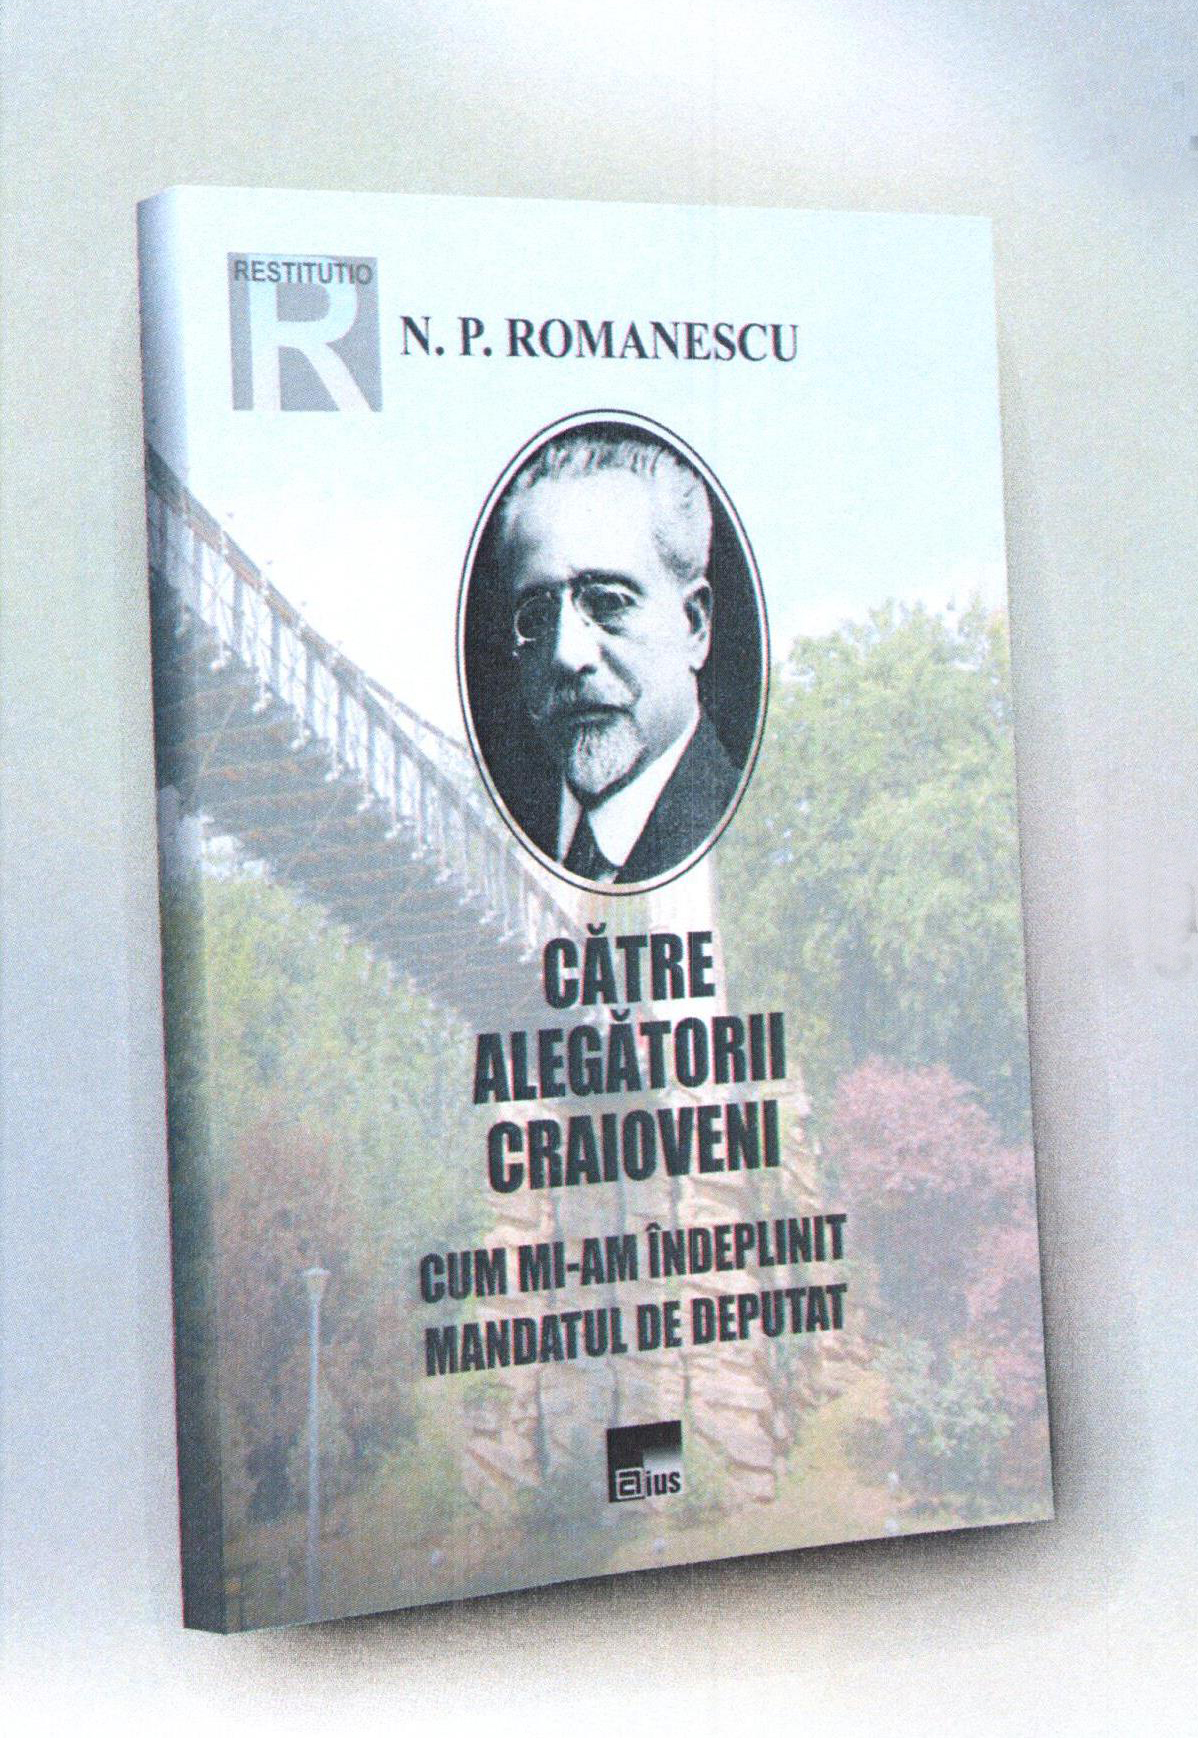 RESTITUTIO
R
N. P. ROMANESCU
CĂTRE
ALEGĂTORII
CRAIOVENI
CUM MI-AM ÎNDEPLINIT
MANDATUL DE DEPUTAT
aius